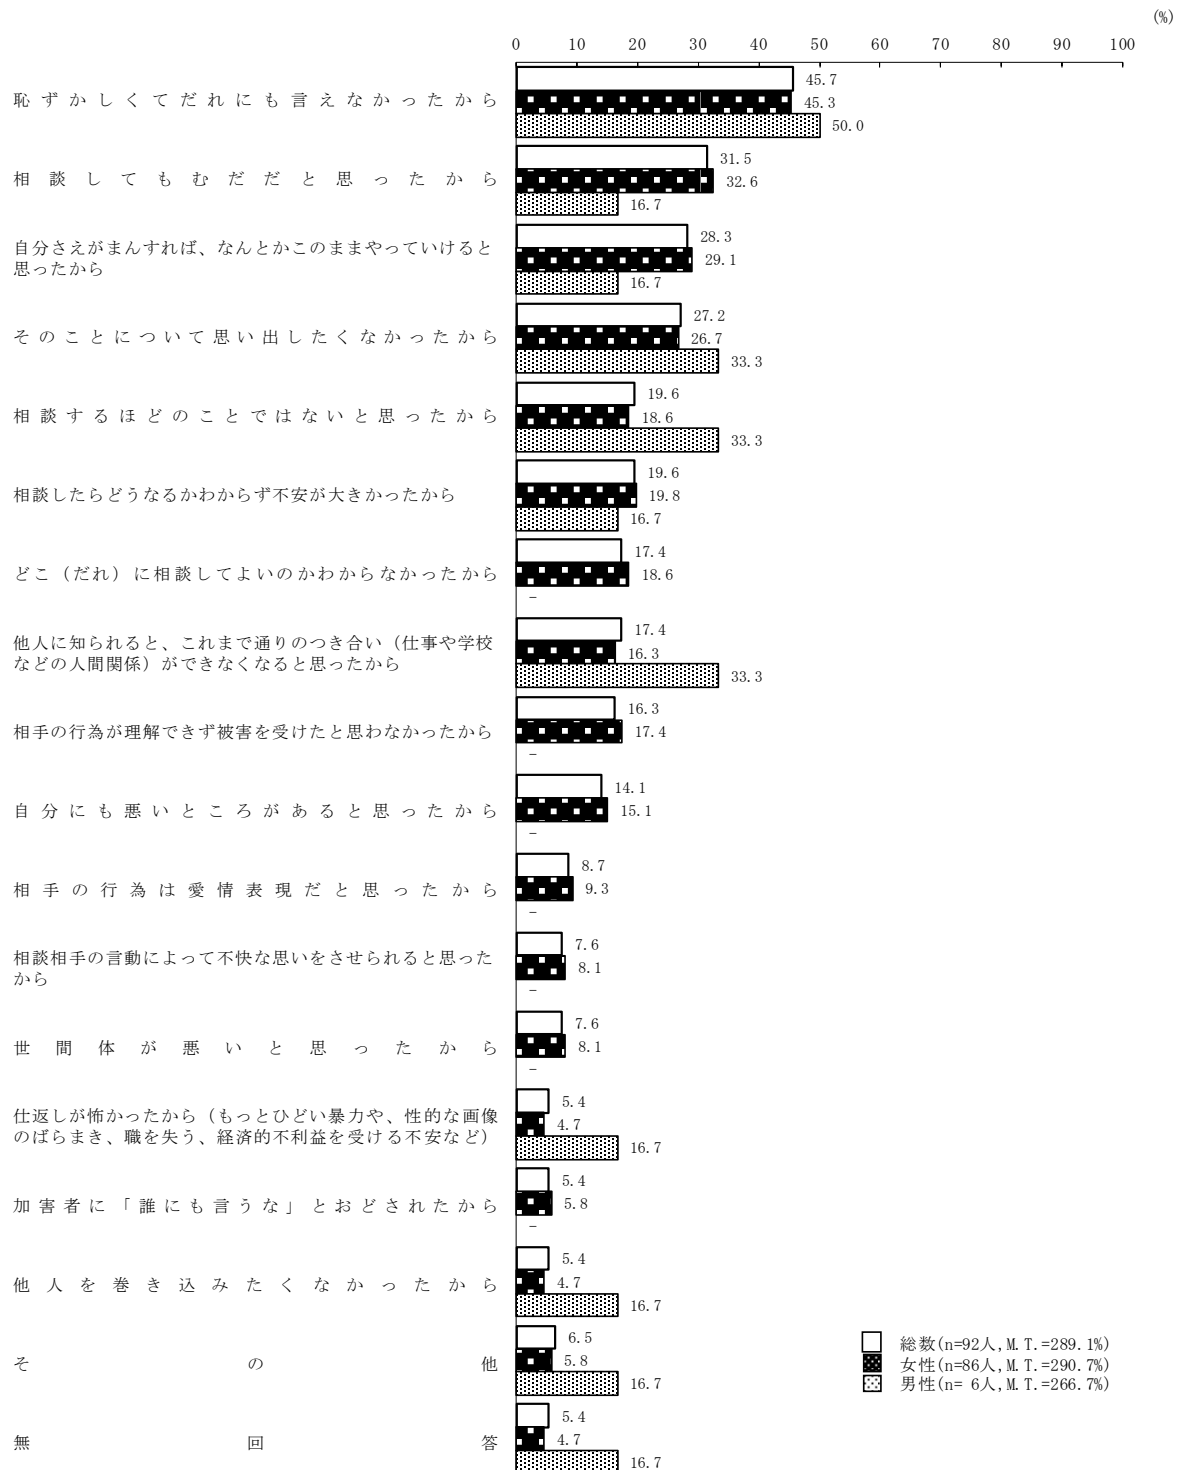 (%)
0 10 20 30 40 50 60 70 80 90 100
恥ずかしくてだれにも言えなかったから
45.7
45.3
50.0
相談してもむだだと思ったから
31.5
32.6
16.7
自分さえがまんすれば、なんとかこのままやっていけると
思ったから
28.3
29.1
16.7
そのことについて思い出したくなかったから
27.2
26.7
33.3
相談するほどのことではないと思ったから
19.6
18.6
33.3
相談したらどうなるかわからず不安が大きかったから
19.6
19.8
16.7
どこ（だれ）に相談してよいのかわからなかったから
17.4
18.6
-
他人に知られると、これまで通りのつき合い（仕事や学校
などの人間関係）ができなくなると思ったから
17.4
16.3
33.3
相手の行為が理解できず被害を受けたと思わなかったから
16.3
17.4
-
自分にも悪いところがあると思ったから
14.1
15.1
-
相手の行為は愛情表現だと思ったから
8.7
9.3
-
相談相手の言動によって不快な思いをさせられると思った
から
7.6
8.1
-
世間体が悪いと思ったから
7.6
8.1
-
仕返しが怖かったから（もっとひどい暴力や、性的な画像
のばらまき、職を失う、経済的不利益を受ける不安など）
5.4
4.7
16.7
加害者に「誰にも言うな」とおどされたから
5.4
5.8
-
他人を巻き込みたくなかったから
5.4
4.7
16.7
その他
6.5
5.8
16.7
無回答
5.4
4.7
16.7
総数(n=92人,M.T.=289.1%)
女性(n=86人,M.T.=290.7%)
男性(n= 6人,M.T.=266.7%)